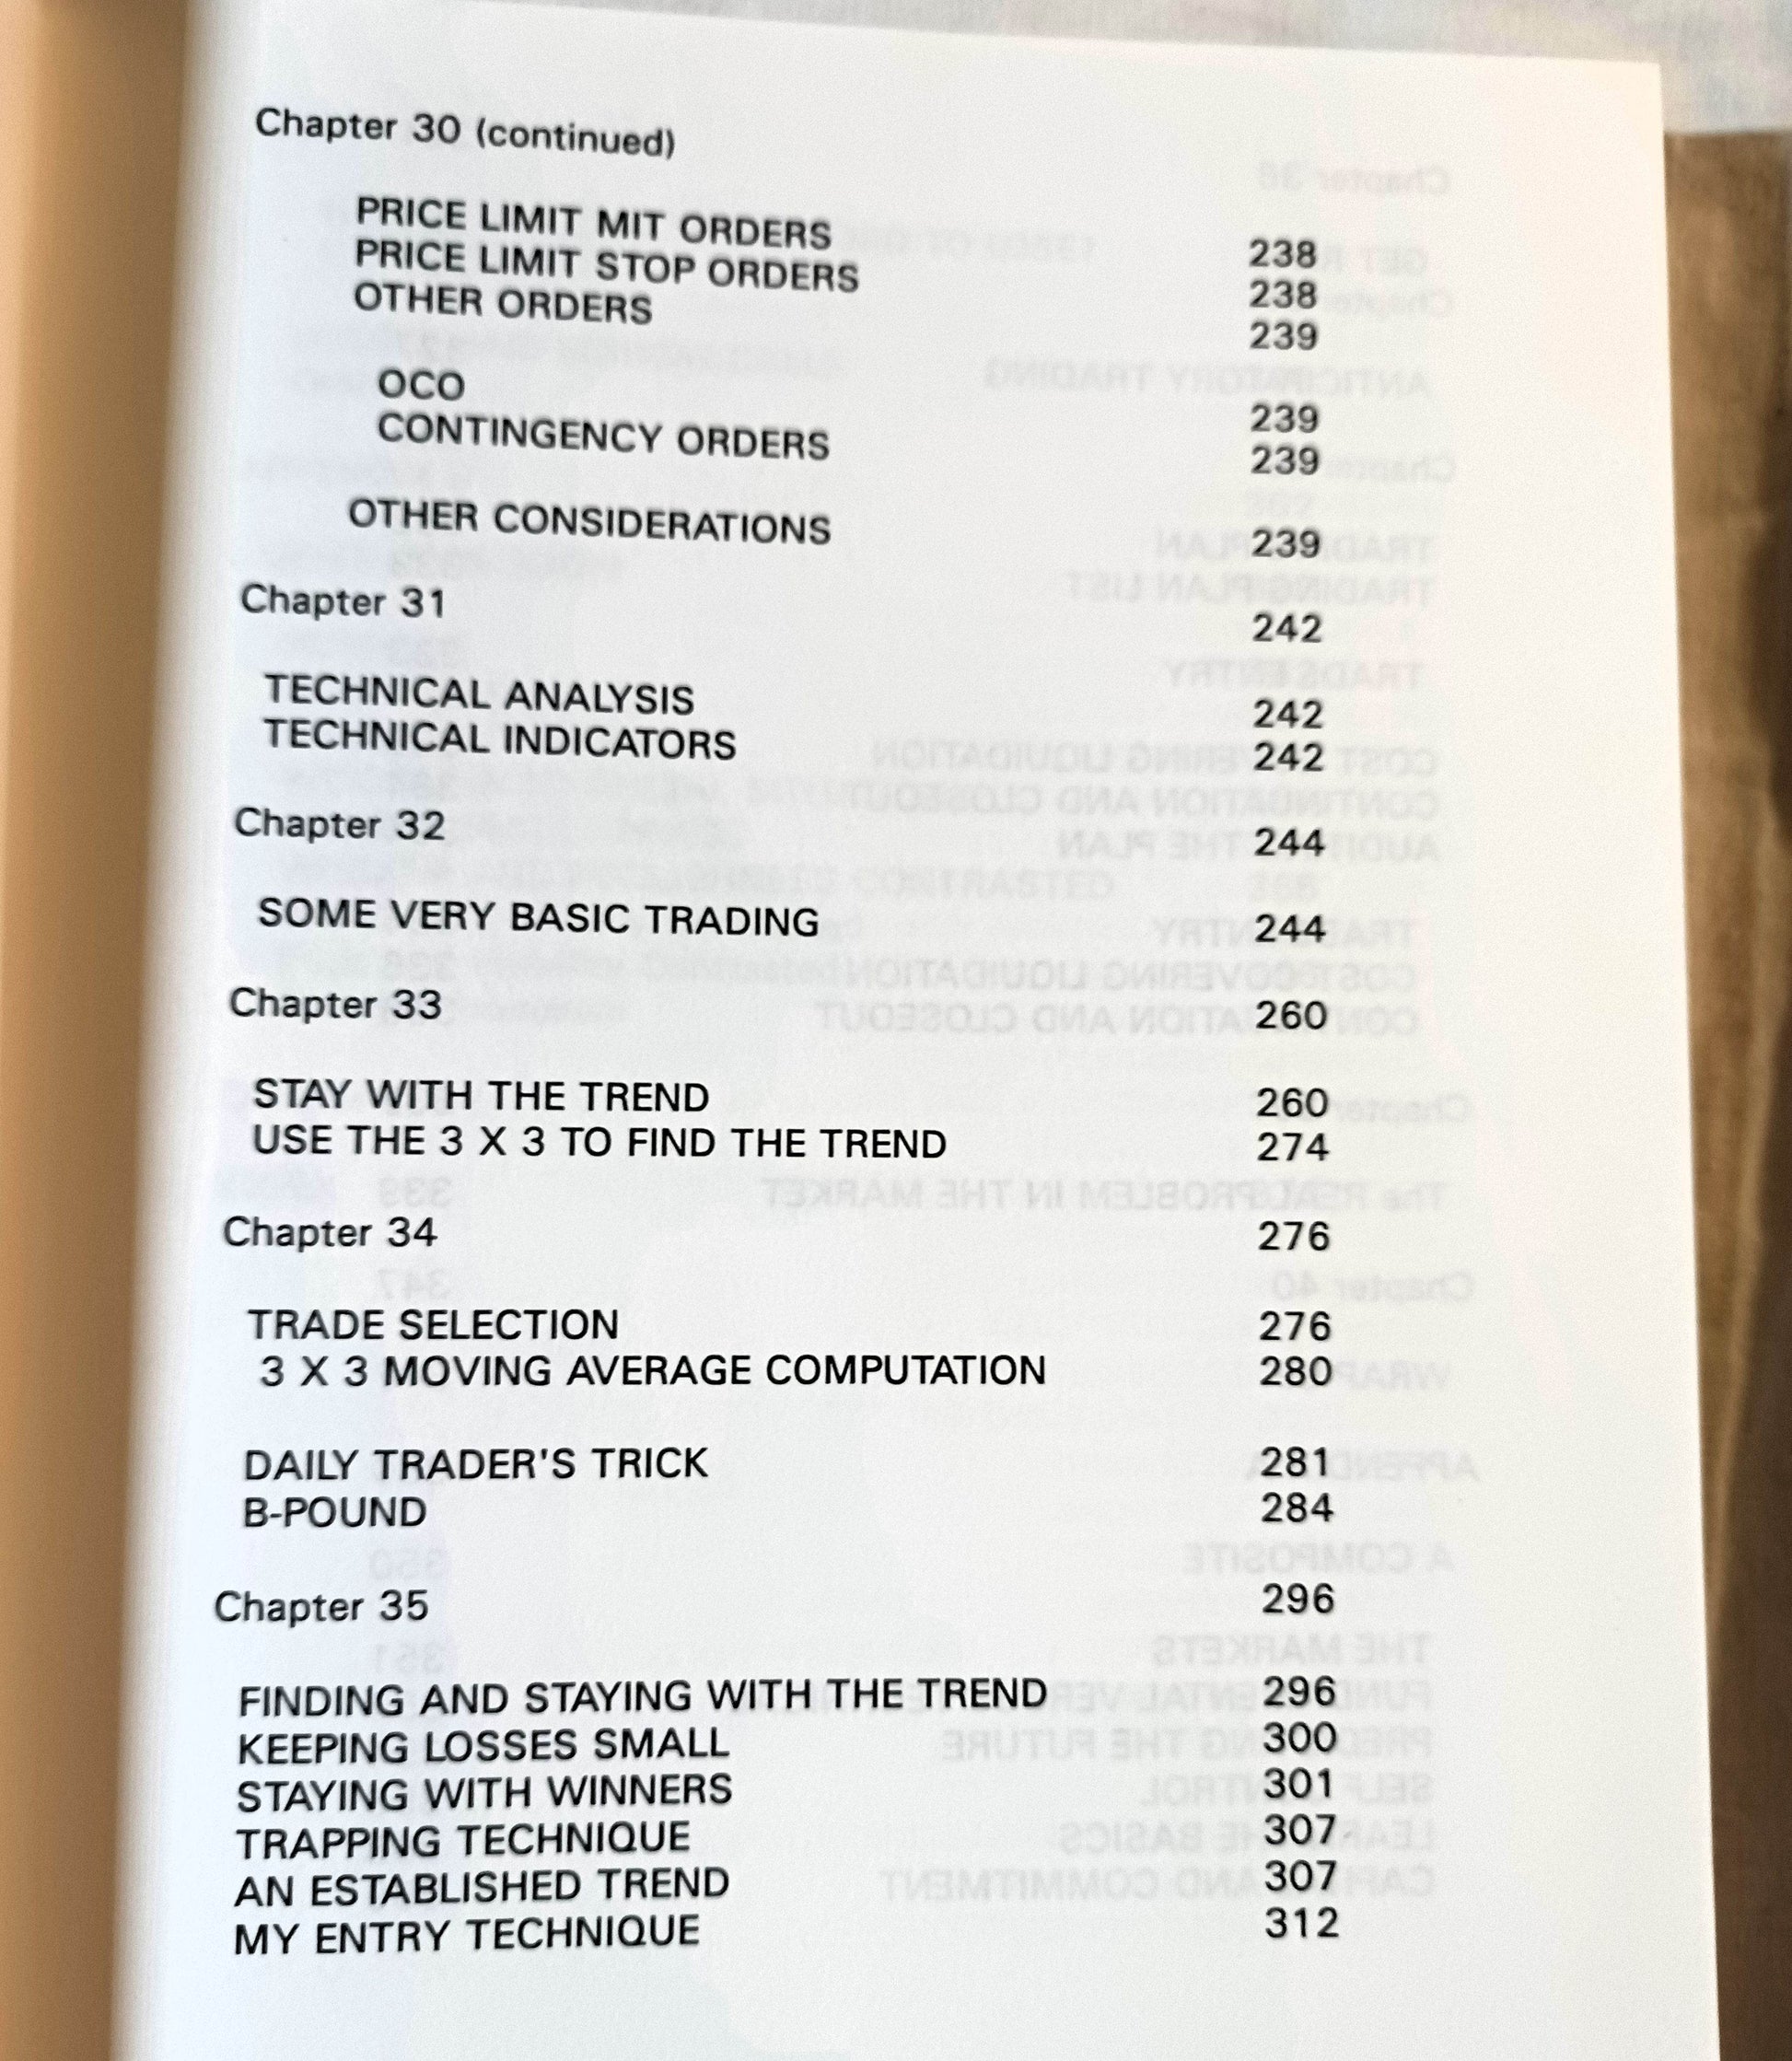 Chapter 30 (continued)
PRICE LIMIT MIT ORDERS 238
PRICE LIMIT STOP ORDERS 238
OTHER ORDERS 239
OCO 239
CONTINGENCY ORDERS 239
OTHER CONSIDERATIONS 239
Chapter 31 242
TECHNICAL ANALYSIS 242
TECHNICAL INDICATORS 242
Chapter 32 244
SOME VERY BASIC TRADING 244
Chapter 33 260
STAY WITH THE TREND 260
USE THE 3 X 3 TO FIND THE TREND 274
Chapter 34 276
TRADE SELECTION 276
3 X 3 MOVING AVERAGE COMPUTATION 280
DAILY TRADER'S TRICK 281
B-POUND 284
Chapter 35 296
FINDING AND STAYING WITH THE TREND 296
KEEPING LOSSES SMALL 300
STAYING WITH WINNERS 301
TRAPPING TECHNIQUE 307
AN ESTABLISHED TREND 307
MY ENTRY TECHNIQUE 312